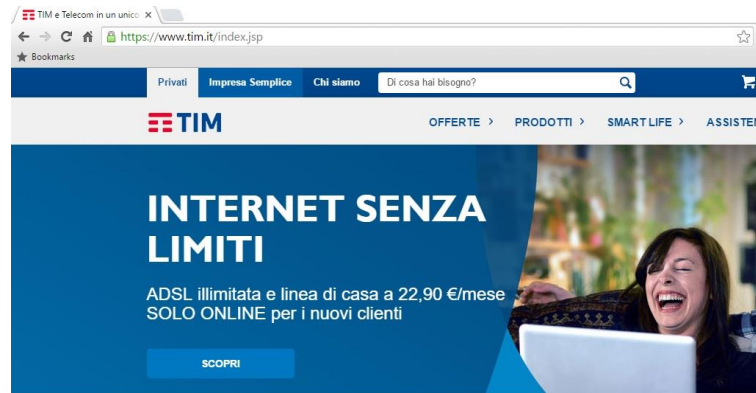 TIM e Telecom in un unico
https://www.tim.it/index.jsp
Bookmarks
Privati Impresa Semplice Chi siamo Di cosa hai bisogno?
TIM OFFERTE > PRODOTTI > SMART LIFE >
INTERNET SENZA
LIMITI
ADSL illimitata e linea di casa a 22,90 €/mese
SOLO ONLINE per i nuovi clienti
SCOPRI